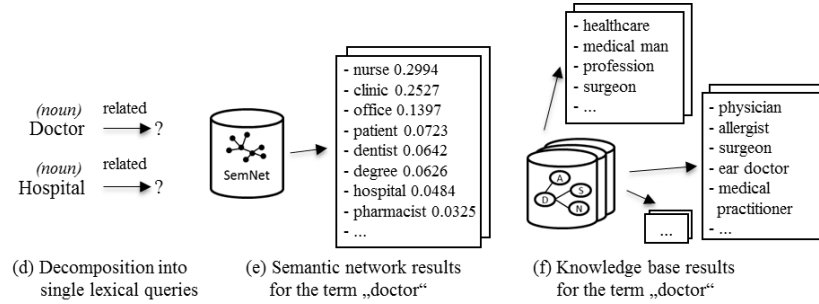 (noun) related
Doctor ?
(noun) related
Hospital ?
(d) Decomposition into
single lexical queries
SemNet
- nurse 0.2994
- clinic 0.2527
- office 0.1397
- patient 0.0723
- dentist 0.0642
- degree 0.0626
- hospital 0.0484
- pharmacist 0.0325
- ...
(e) Semantic network results
for the term „doctor“
A
D
S
N
- healthcare
- medical man
- profession
- surgeon
- ...
- physician
- allergist
- surgeon
- ear doctor
- medical
practitioner
- ...
...
(f) Knowledge base results
for the term „doctor“